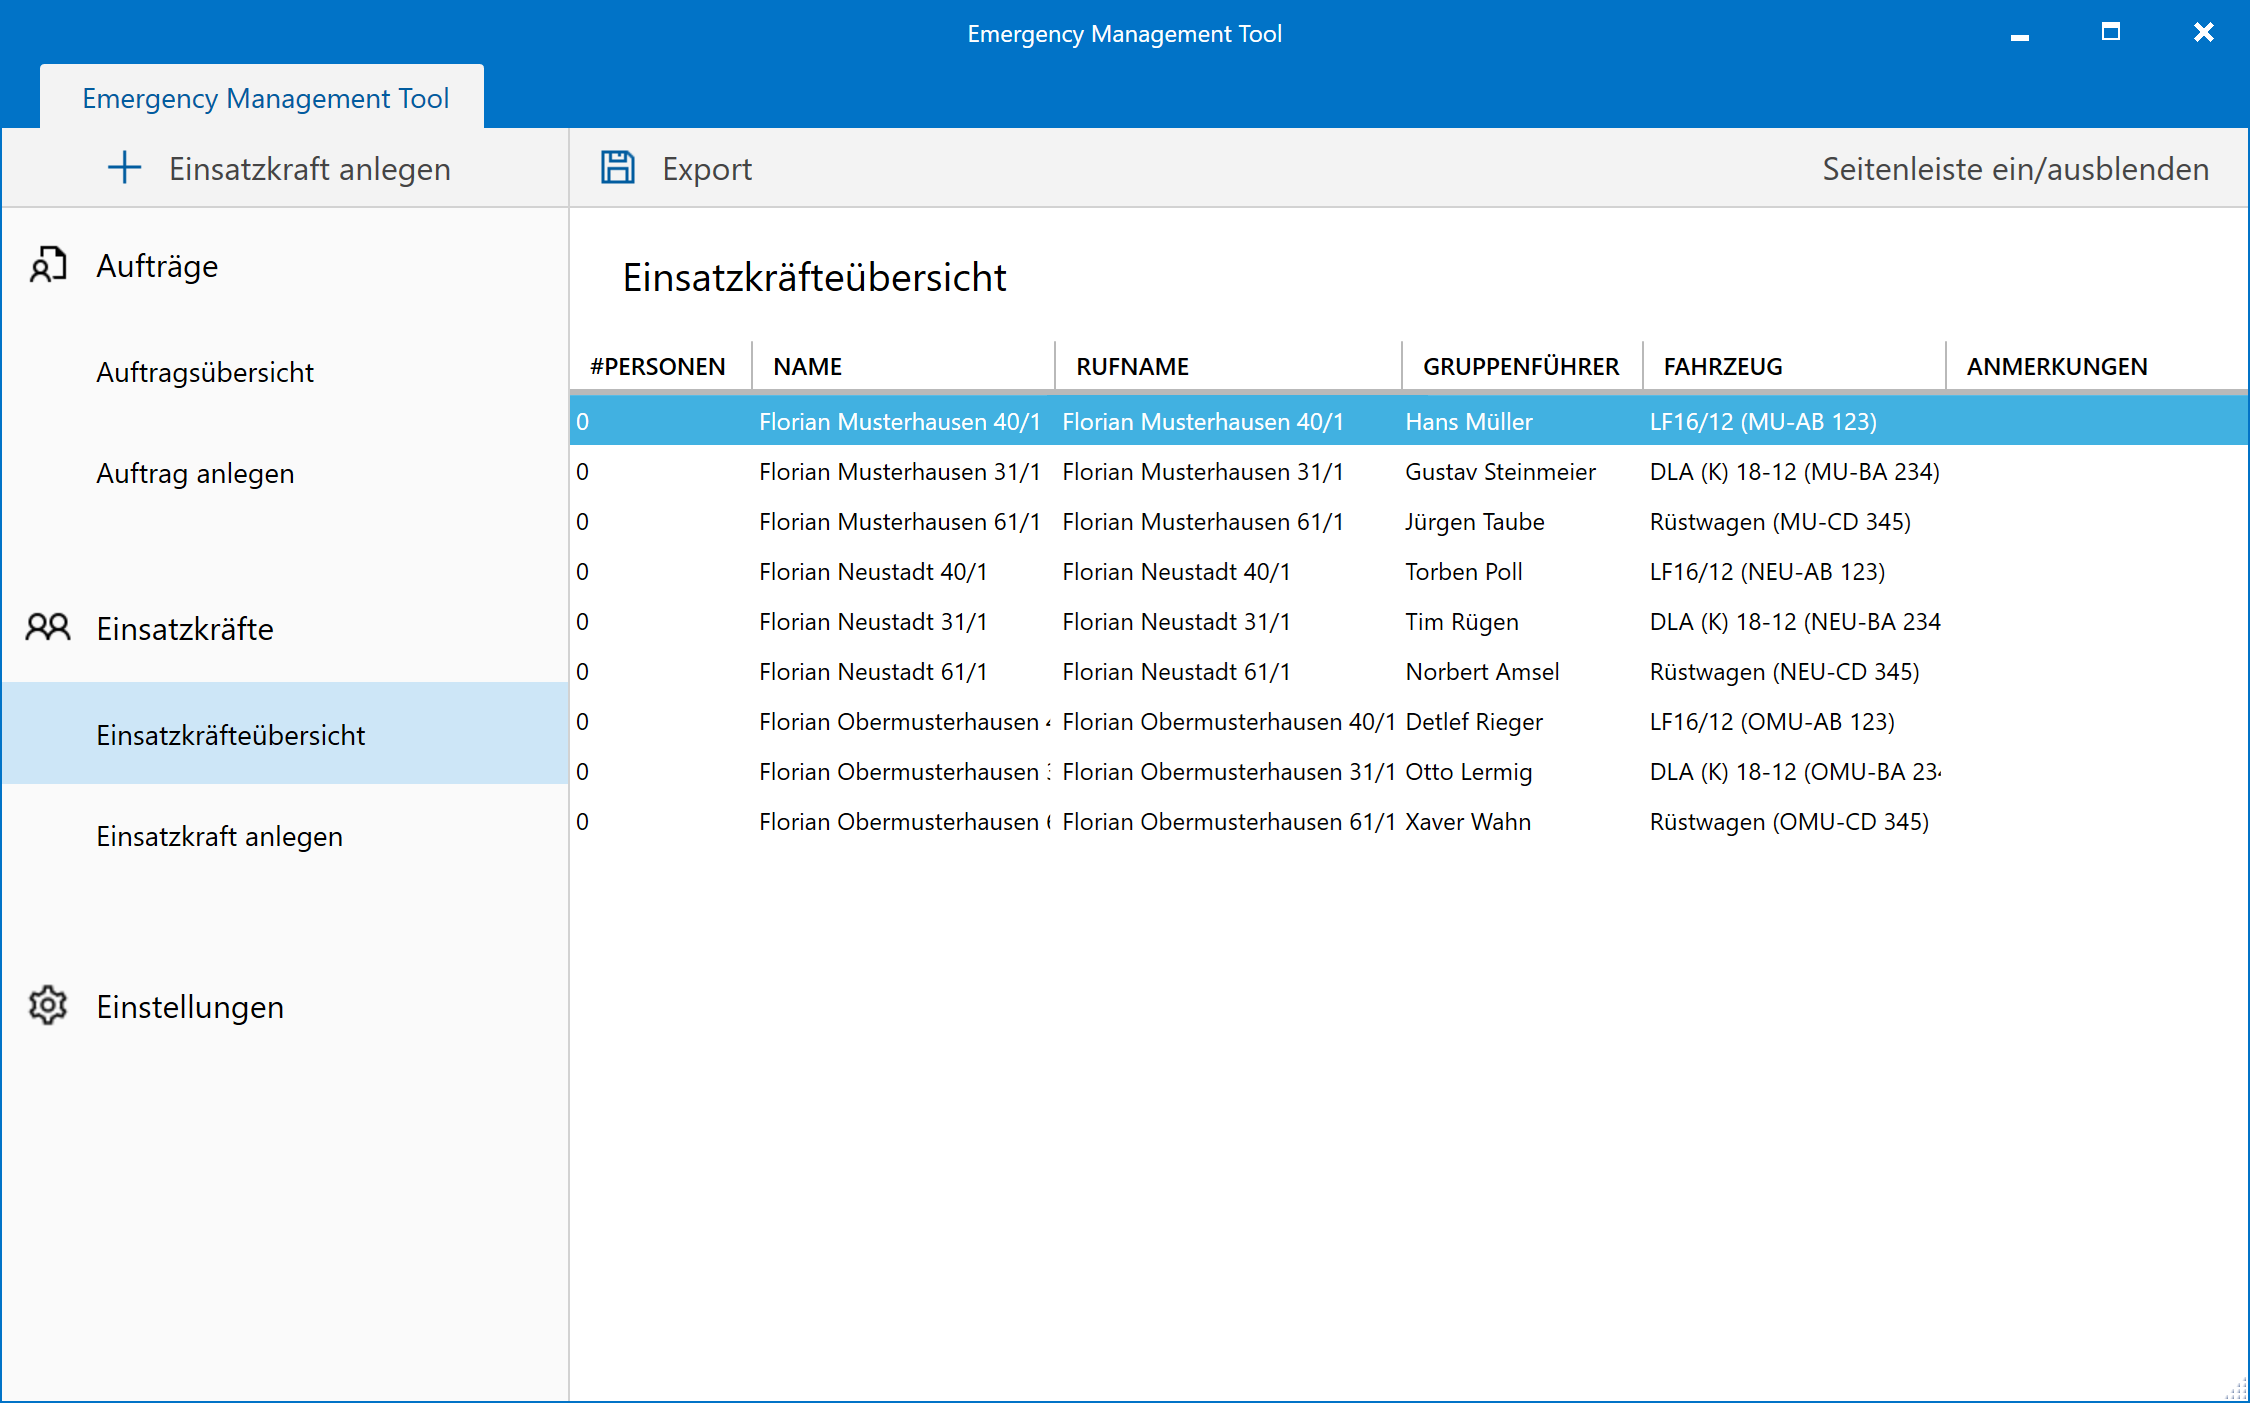 Emergency Management Tool
Emergency Management Tool
Einsatzkraft anlegen
Export
Seitenleiste ein/ausblenden
Aufträge
Auftragsübersicht
Auftrag anlegen
Einsatzkräfte
Einsatzkräfteübersicht
Einsatzkraft anlegen
Einstellungen
Einsatzkräfteübersicht
#PERSONEN NAME RUFNAME GRUPPENFÜHRER FAHRZEUG ANMERKUNGEN
0 Florian Musterhausen 40/1 Florian Musterhausen 40/1 Hans Müller LF16/12 (MU-AB 123)
0 Florian Musterhausen 31/1 Florian Musterhausen 31/1 Gustav Steinmeier DLA (K) 18-12 (MU-BA 234)
0 Florian Musterhausen 61/1 Florian Musterhausen 61/1 Jürgen Taube Rüstwagen (MU-CD 345)
0 Florian Neustadt 40/1 Florian Neustadt 40/1 Torben Poll LF16/12 (NEU-AB 123)
0 Florian Neustadt 31/1 Florian Neustadt 31/1 Tim Rügen DLA (K) 18-12 (NEU-BA 234
0 Florian Neustadt 61/1 Florian Neustadt 61/1 Norbert Amsel Rüstwagen (NEU-CD 345)
0 Florian Obermusterhausen Florian Obermusterhausen 40/1 Detlef Rieger LF16/12 (OMU-AB 123)
0 Florian Obermusterhausen Florian Obermusterhausen 31/1 Otto Lermig DLA (K) 18-12 (OMU-BA 23
0 Florian Obermusterhausen Florian Obermusterhausen 61/1 Xaver Wahn Rüstwagen (OMU-CD 345)